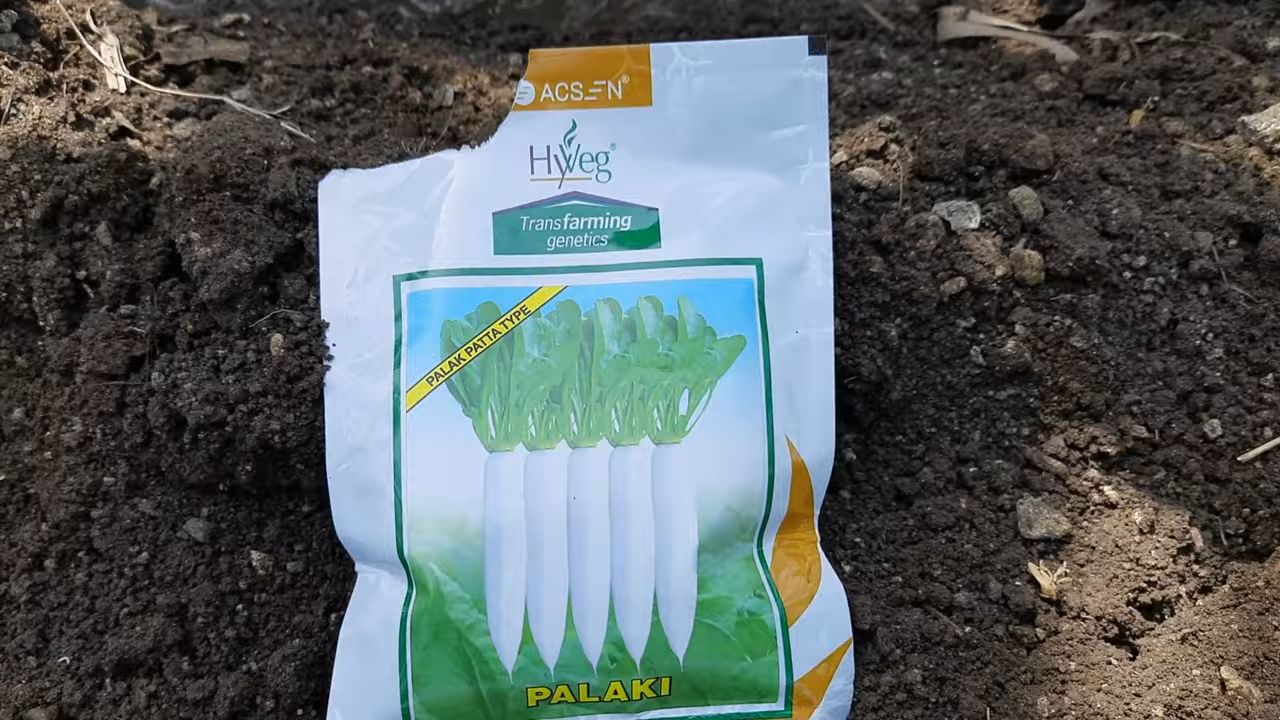 ACSEN®
HyVeg®
Transfarming
genetics
PALAK PATTA TYPE
PALAKI